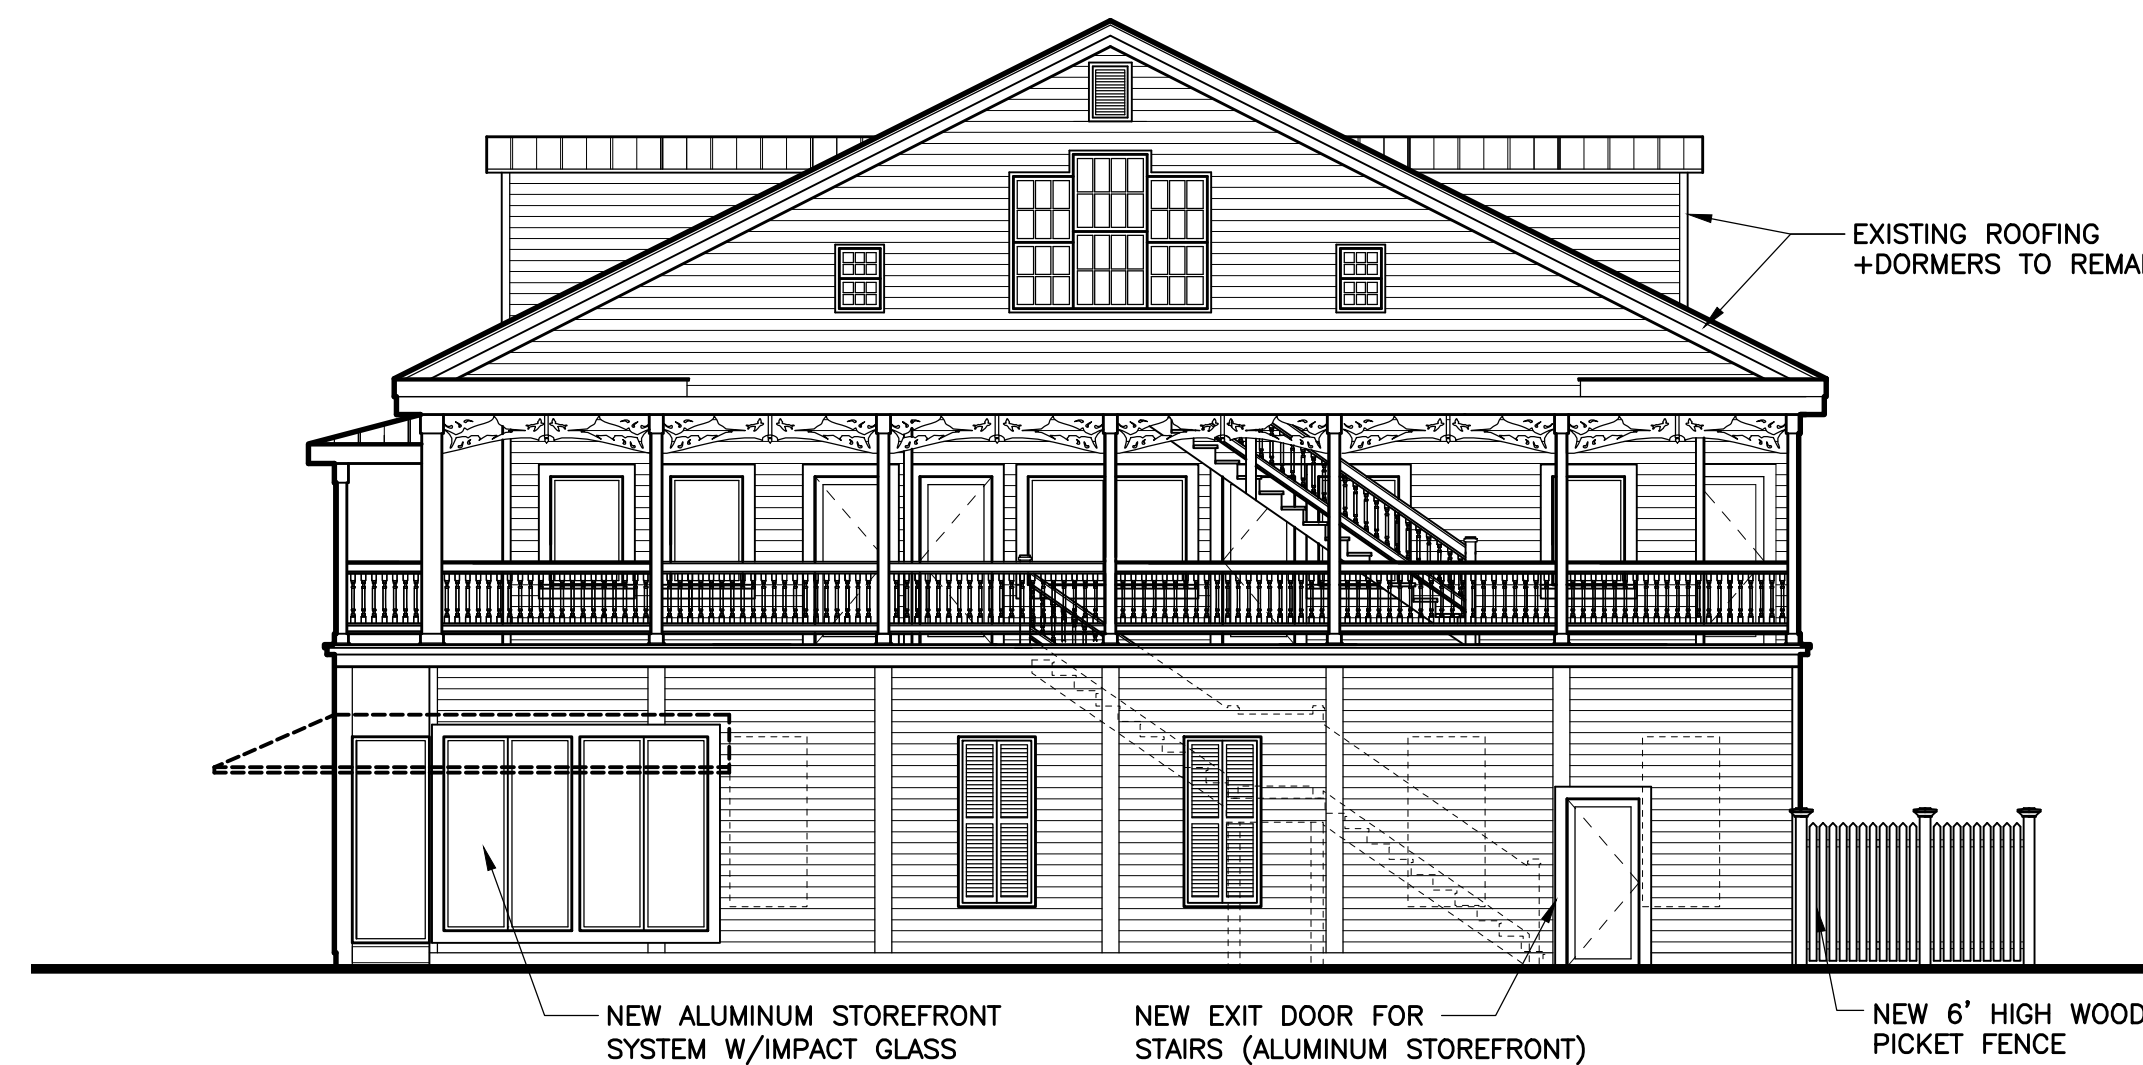 EXISTING ROOFING
+DORMERS TO
NEW ALUMINUM STOREFRONT
SYSTEM W/IMPACT GLASS
NEW EXIT DOOR FOR
STAIRS (ALUMINUM STOREFRONT)
NEW 6' HIGH WOOD
PICKET FENCE